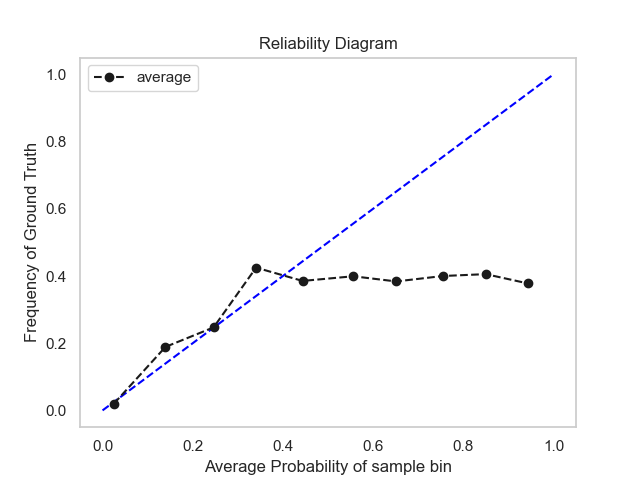 Reliability Diagram
average
Frequency of Ground Truth
1.0
0.8
0.6
0.4
0.2
0.0
0.0 0.2 0.4 0.6 0.8 1.0
Average Probability of sample bin